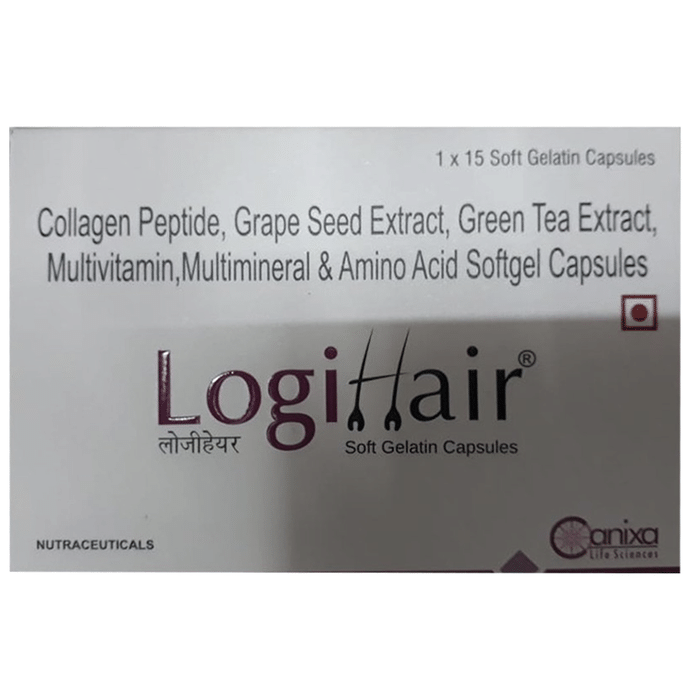 1 x 15 Soft Gelatin Capsules
Collagen Peptide, Grape Seed Extract, Green Tea Extract,
Multivitamin,Multimineral & Amino Acid Softgel Capsules
LogiHair®
लोजीहेयर Soft Gelatin Capsules
NUTRACEUTICALS
Canixa
Life Sciences